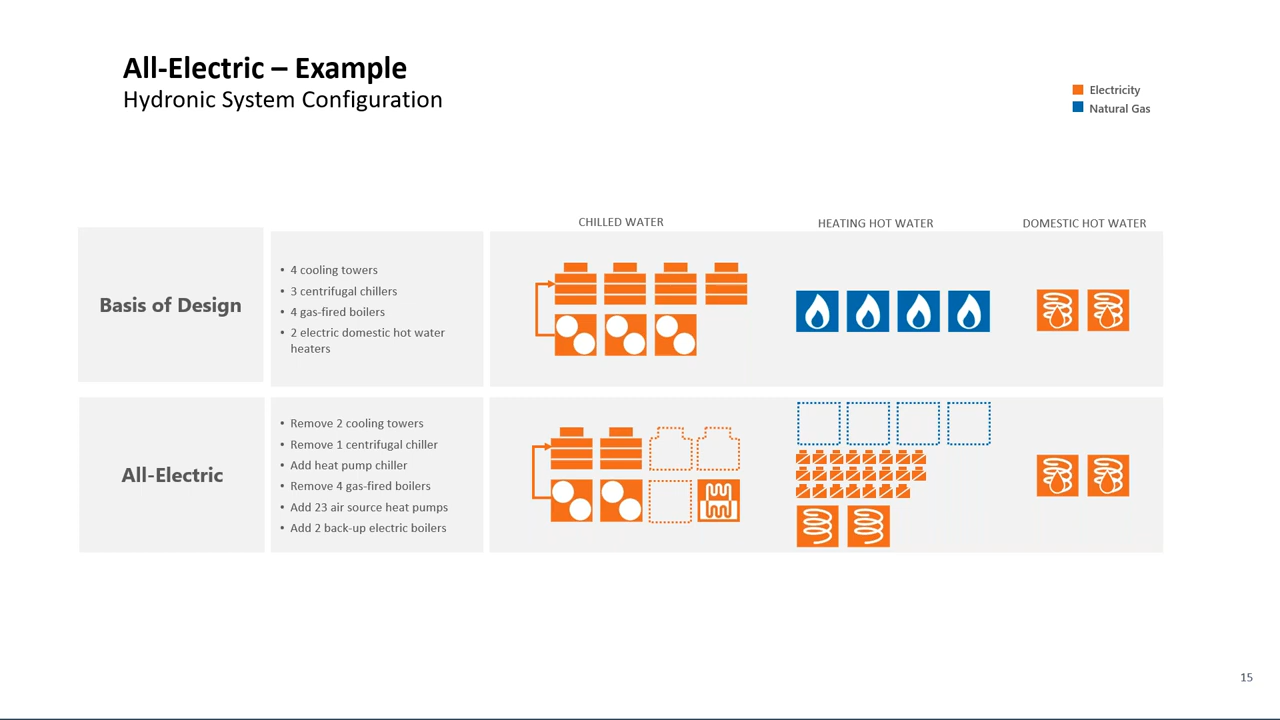 All-Electric – Example
Hydronic System Configuration
Electricity
Natural Gas
CHILLED WATER
HEATING HOT WATER
DOMESTIC HOT WATER
Basis of Design
• 4 cooling towers
• 3 centrifugal chillers
• 4 gas-fired boilers
• 2 electric domestic hot water
heaters
All-Electric
• Remove 2 cooling towers
• Remove 1 centrifugal chiller
• Add heat pump chiller
• Remove 4 gas-fired boilers
• Add 23 air source heat pumps
• Add 2 back-up electric boilers
15